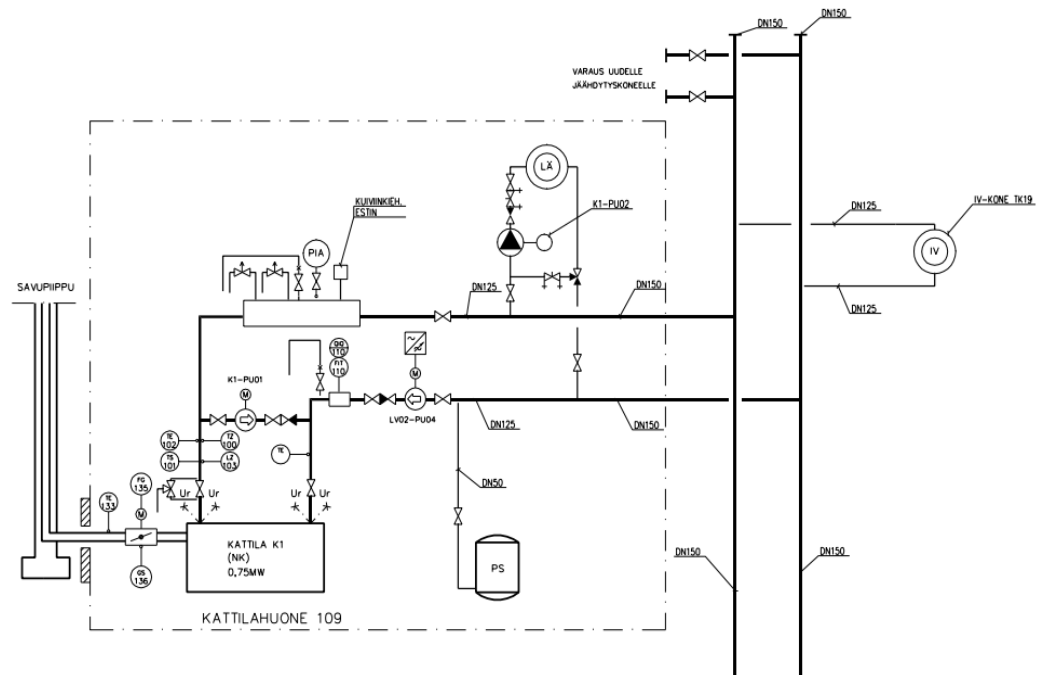 DN150
DN150
VARAUS UUDELLE
JÄÄHDYTYSKONEELLE
LÄ
KUIVIINKIEH.
ESTIN
K1-PU02
DN125
IV-KONE TK19
PIA
IV
SAVUPIIPPU
DN125
DN150
DN125
QIQ
110
FIT
110
K1-PU01
M
M
LV02-PU04
DN125
DN150
TE
102
TZ
100
TS
101
LZ
103
TE
DN50
FG
135
Ur
Ur
Ur
Ur
TE
133
M
KATTILA K1
(NK)
0,75MW
DN150
DN150
PS
GS
136
KATTILAHUONE 109